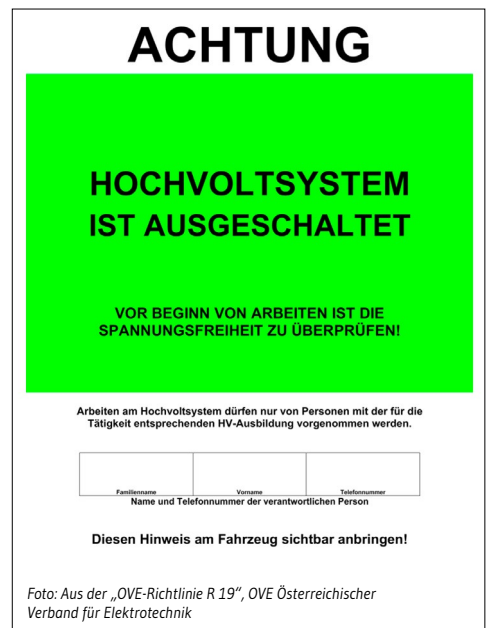 ACHTUNG
HOCHVOLTSYSTEM
IST AUSGESCHALTET
VOR BEGINN VON ARBEITEN IST DIE
SPANNUNGSFREIHEIT ZU ÜBERPRÜFEN!
Arbeiten am Hochvoltsystem dürfen nur von Personen mit der für die
Tätigkeit entsprechenden HV-Ausbildung vorgenommen werden.
Familienname Vorname Telefonnummer
Name und Telefonnummer der verantwortlichen Person
Diesen Hinweis am Fahrzeug sichtbar anbringen!
Foto: Aus der „OVE-Richtlinie R 19“, OVE Österreichischer
Verband für Elektrotechnik